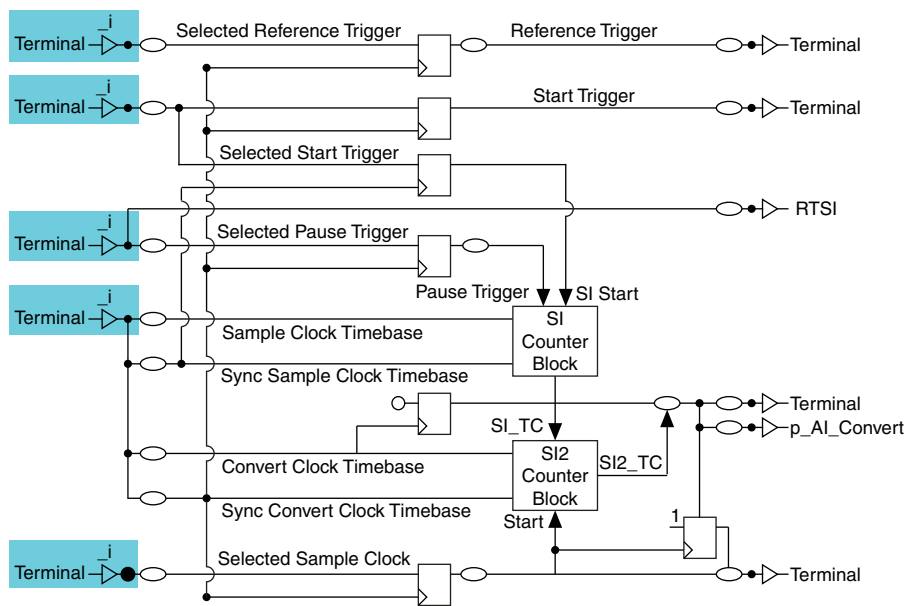 _i
Terminal
Selected Reference Trigger
Reference Trigger
Terminal
_i
Terminal
Start Trigger
Terminal
Selected Start Trigger
_i
Terminal
RTSI
Selected Pause Trigger
Pause Trigger
SI Start
_i
Terminal
Sample Clock Timebase
SI
Counter
Block
Sync Sample Clock Timebase
Terminal
SI_TC
p_AI_Convert
Convert Clock Timebase
SI2
Counter
Block
SI2_TC
Sync Convert Clock Timebase
Start
1
_i
Terminal
Selected Sample Clock
Terminal